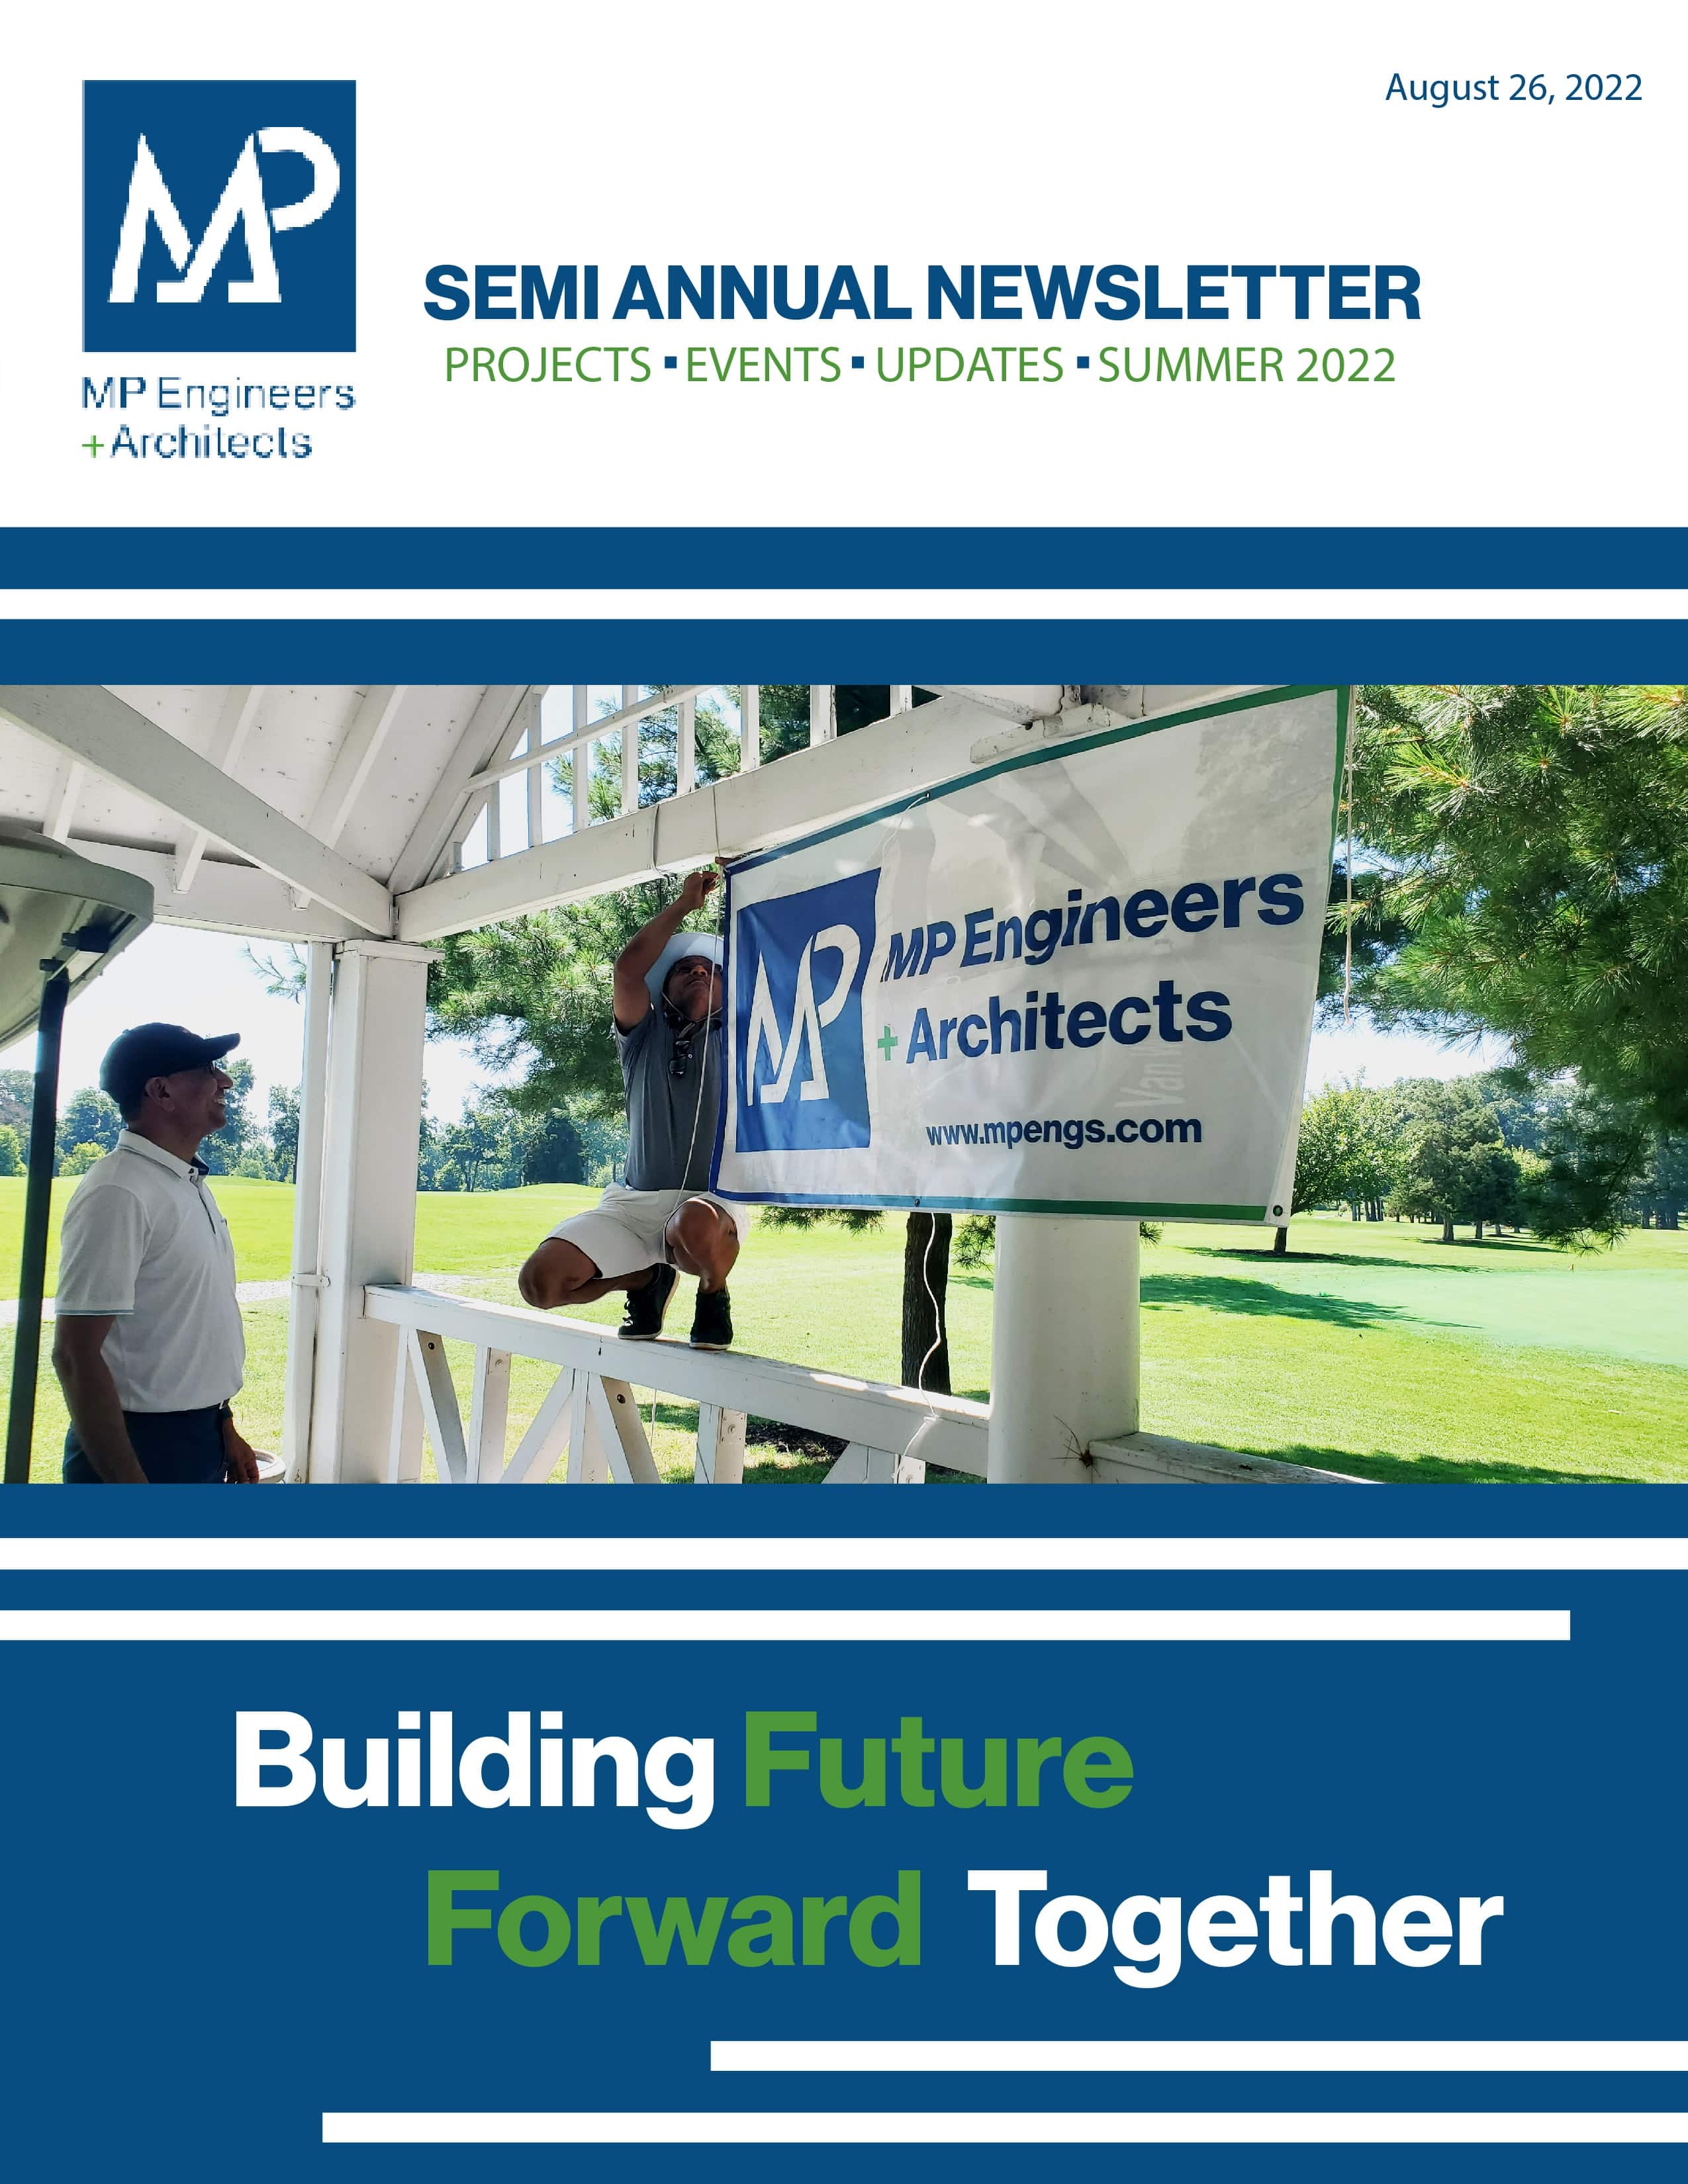 August 26, 2022
MP
SEMI ANNUAL NEWSLETTER
PROJECTS ▪ EVENTS ▪ UPDATES ▪ SUMMER 2022
MP Engineers
+Architects
MP
MP Engineers
+ Architects
www.mpengs.com
Building Future
Forward Together